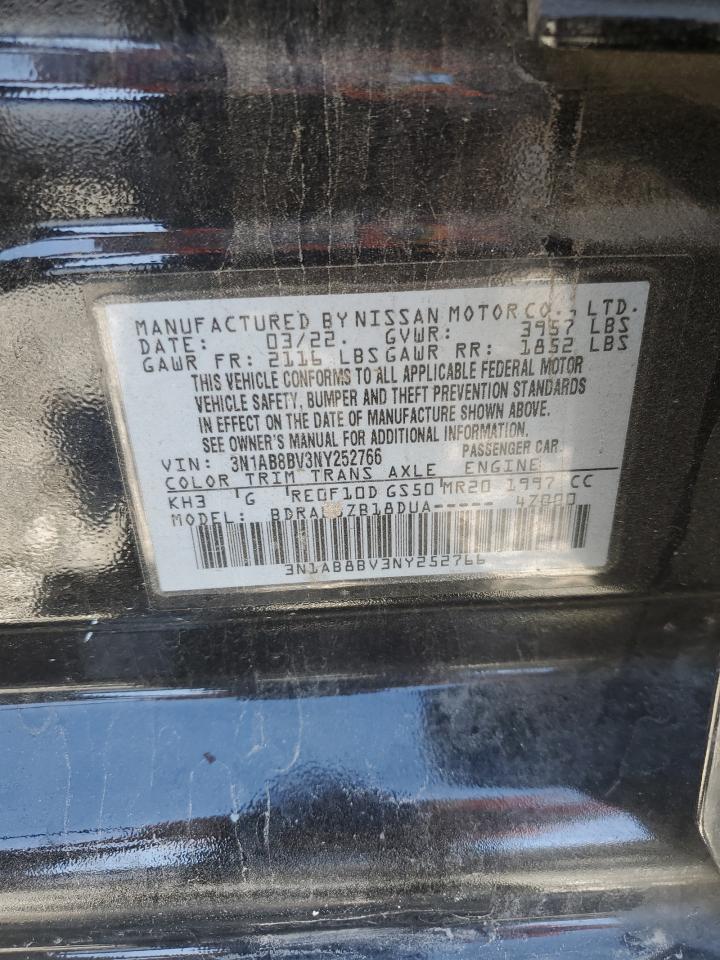 MANUFACTURED BY NISSAN MOTOR CO., LTD.
DATE: 03/22. GVWR: 3957 LBS
GAWR FR: 2116 LBS GAWR RR: 1852 LBS
THIS VEHICLE CONFORMS TO ALL APPLICABLE FEDERAL MOTOR
VEHICLE SAFETY, BUMPER AND THEFT PREVENTION STANDARDS
IN EFFECT ON THE DATE OF MANUFACTURE SHOWN ABOVE.
SEE OWNER'S MANUAL FOR ADDITIONAL INFORMATION.
VIN: 3N1AB8BV3NY252766 PASSENGER CAR
COLOR TRIM TRANS AXLE ENGINE
KH3 G RE0F10D GS50 MR20 1997 CC
MODEL: 47000
3N1AB8BV3NY252766